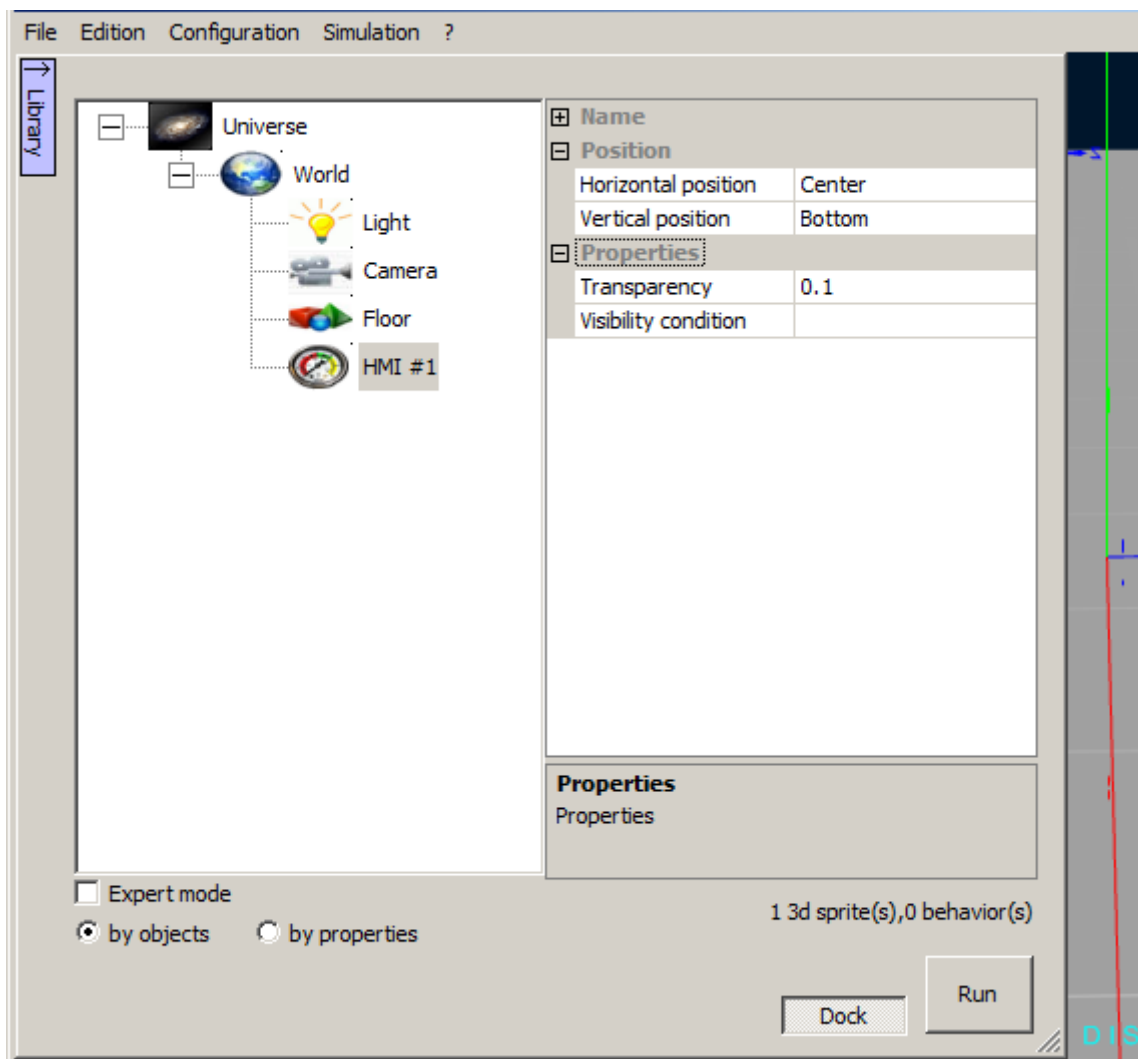 File Edition Configuration Simulation ?
Library
Universe
World
Light
Camera
Floor
HMI #1
Name
Position
Horizontal position Center
Vertical position Bottom
Properties
Transparency 0.1
Visibility condition
Properties
Properties
Expert mode
by objects by properties
1 3d sprite(s),0 behavior(s)
Dock
Run
Z
DIS